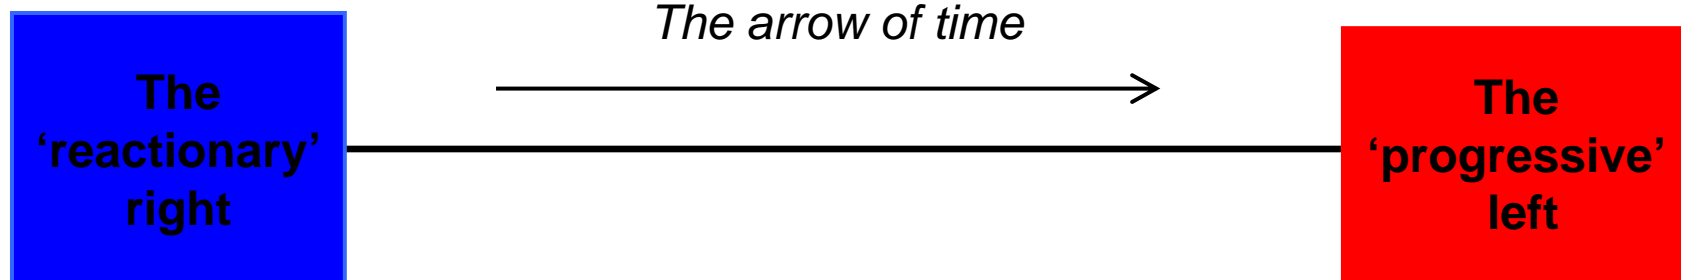 The arrow of time
The
‘reactionary’
right
The
‘progressive’
left